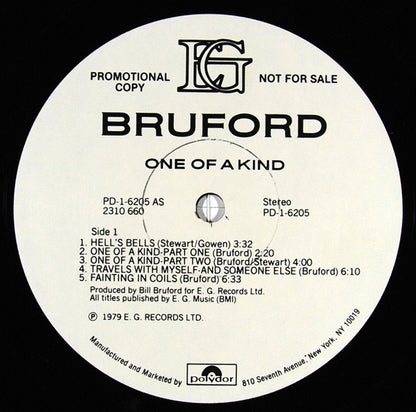 EG
PROMOTIONAL COPY
NOT FOR SALE
BRUFORD
ONE OF A KIND
PD-1-6205 AS
2310 660
Stereo
PD-1-6205
Side 1
1. HELL'S BELLS (Stewart/Gowen) 3:32
2. ONE OF A KIND-PART ONE (Bruford) 2:20
3. ONE OF A KIND-PART TWO (Bruford/Stewart) 4:00
4. TRAVELS WITH MYSELF-AND SOMEONE ELSE (Bruford) 6:10
5. FAINTING IN COILS (Bruford) 6:33
Produced by Bill Bruford for E. G. Records Ltd.
All titles published by E. G. Music (BMI)
℗ 1979 E. G. RECORDS LTD.
Manufactured and Marketed by
polydor
810 Seventh Avenue, New York, NY 10019